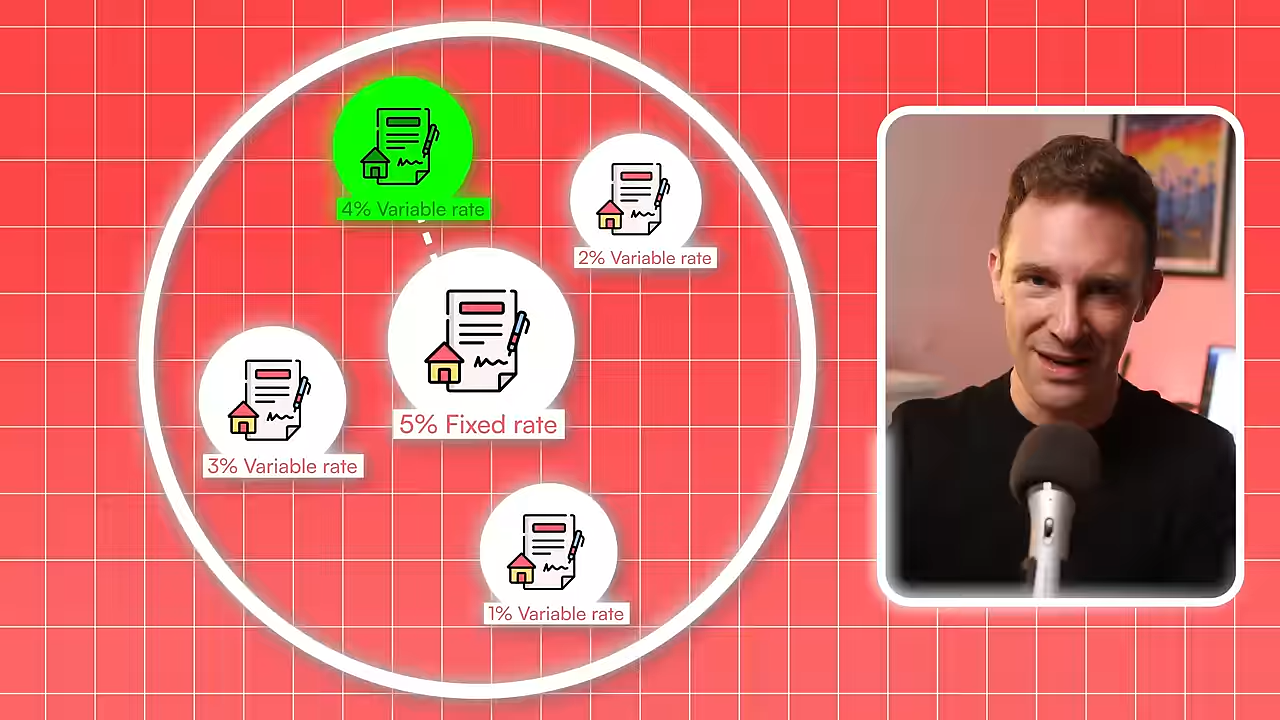 4% Variable rate
2% Variable rate
5% Fixed rate
3% Variable rate
1% Variable rate